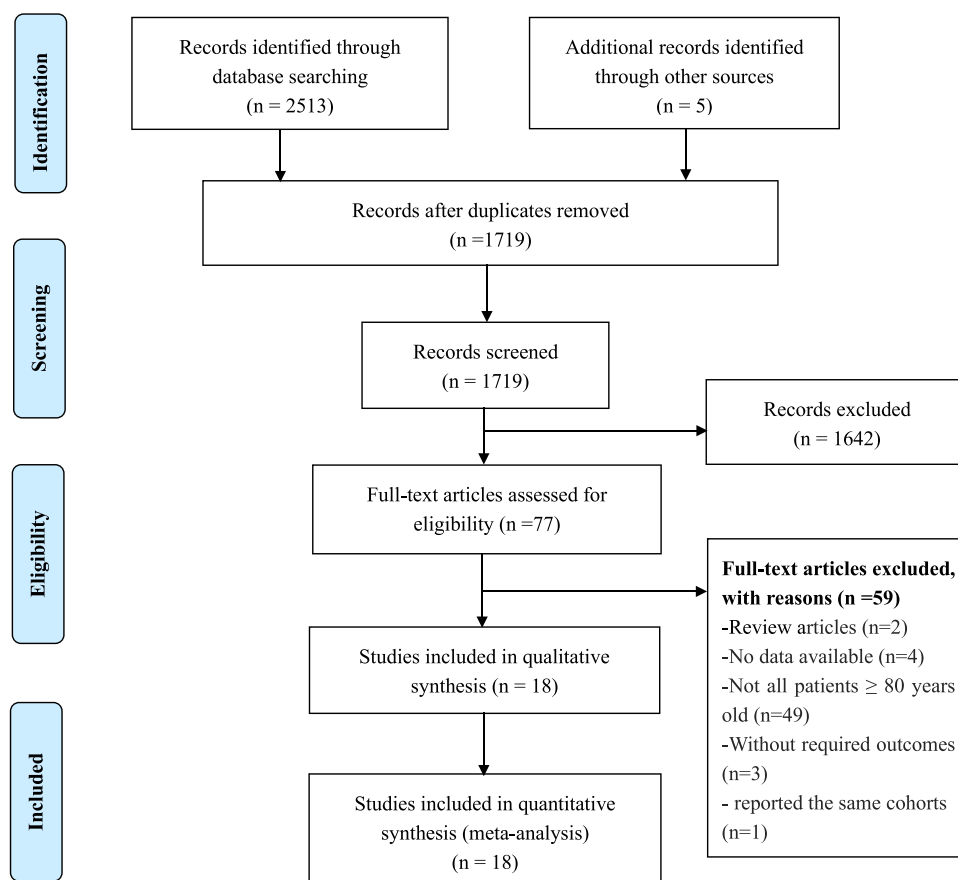 Identification
Records identified through
database searching
(n = 2513)
Additional records identified
through other sources
(n = 5)
Records after duplicates removed
(n =1719)
Screening
Records screened
(n = 1719)
Records excluded
(n = 1642)
Eligibility
Full-text articles assessed for
eligibility (n =77)
Full-text articles excluded,
with reasons (n =59)
-Review articles (n=2)
-No data available (n=4)
-Not all patients ≥ 80 years
old (n=49)
-Without required outcomes
(n=3)
- reported the same cohorts
(n=1)
Studies included in qualitative
synthesis (n = 18)
Included
Studies included in quantitative
synthesis (meta-analysis)
(n = 18)